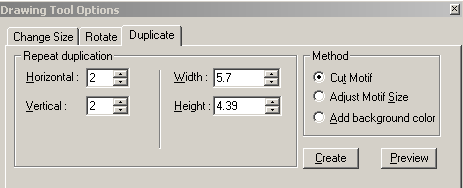 Drawing Tool Options
Change Size Rotate Duplicate
Repeat duplication
Horizontal : 2
Vertical : 2
Width : 5.7
Height : 4.39
Method
Cut Motif
Adjust Motif Size
Add background color
Create Preview